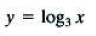 y = log₃ x